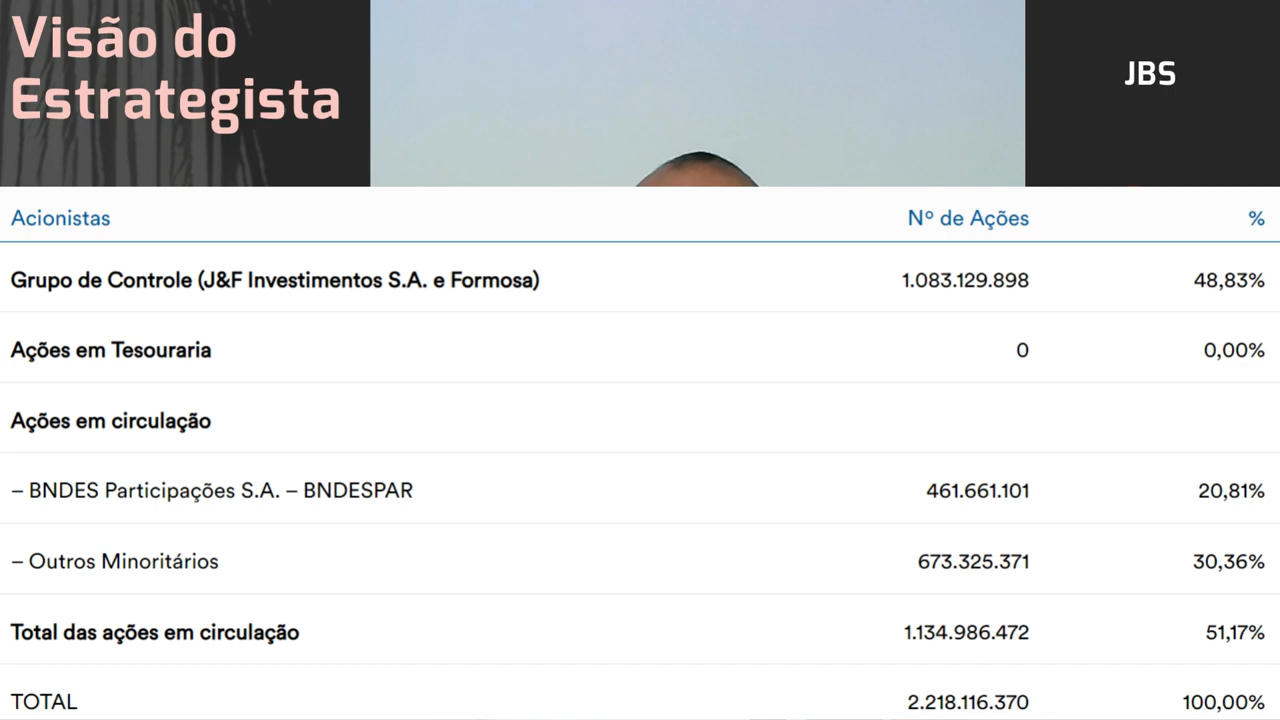 Visão do
Estrategista
JBS
Acionistas Nº de Ações %
Grupo de Controle (J&F Investimentos S.A. e Formosa) 1.083.129.898 48,83%
Ações em Tesouraria 0 0,00%
Ações em circulação
– BNDES Participações S.A. – BNDESPAR 461.661.101 20,81%
– Outros Minoritários 673.325.371 30,36%
Total das ações em circulação 1.134.986.472 51,17%
TOTAL 2.218.116.370 100,00%